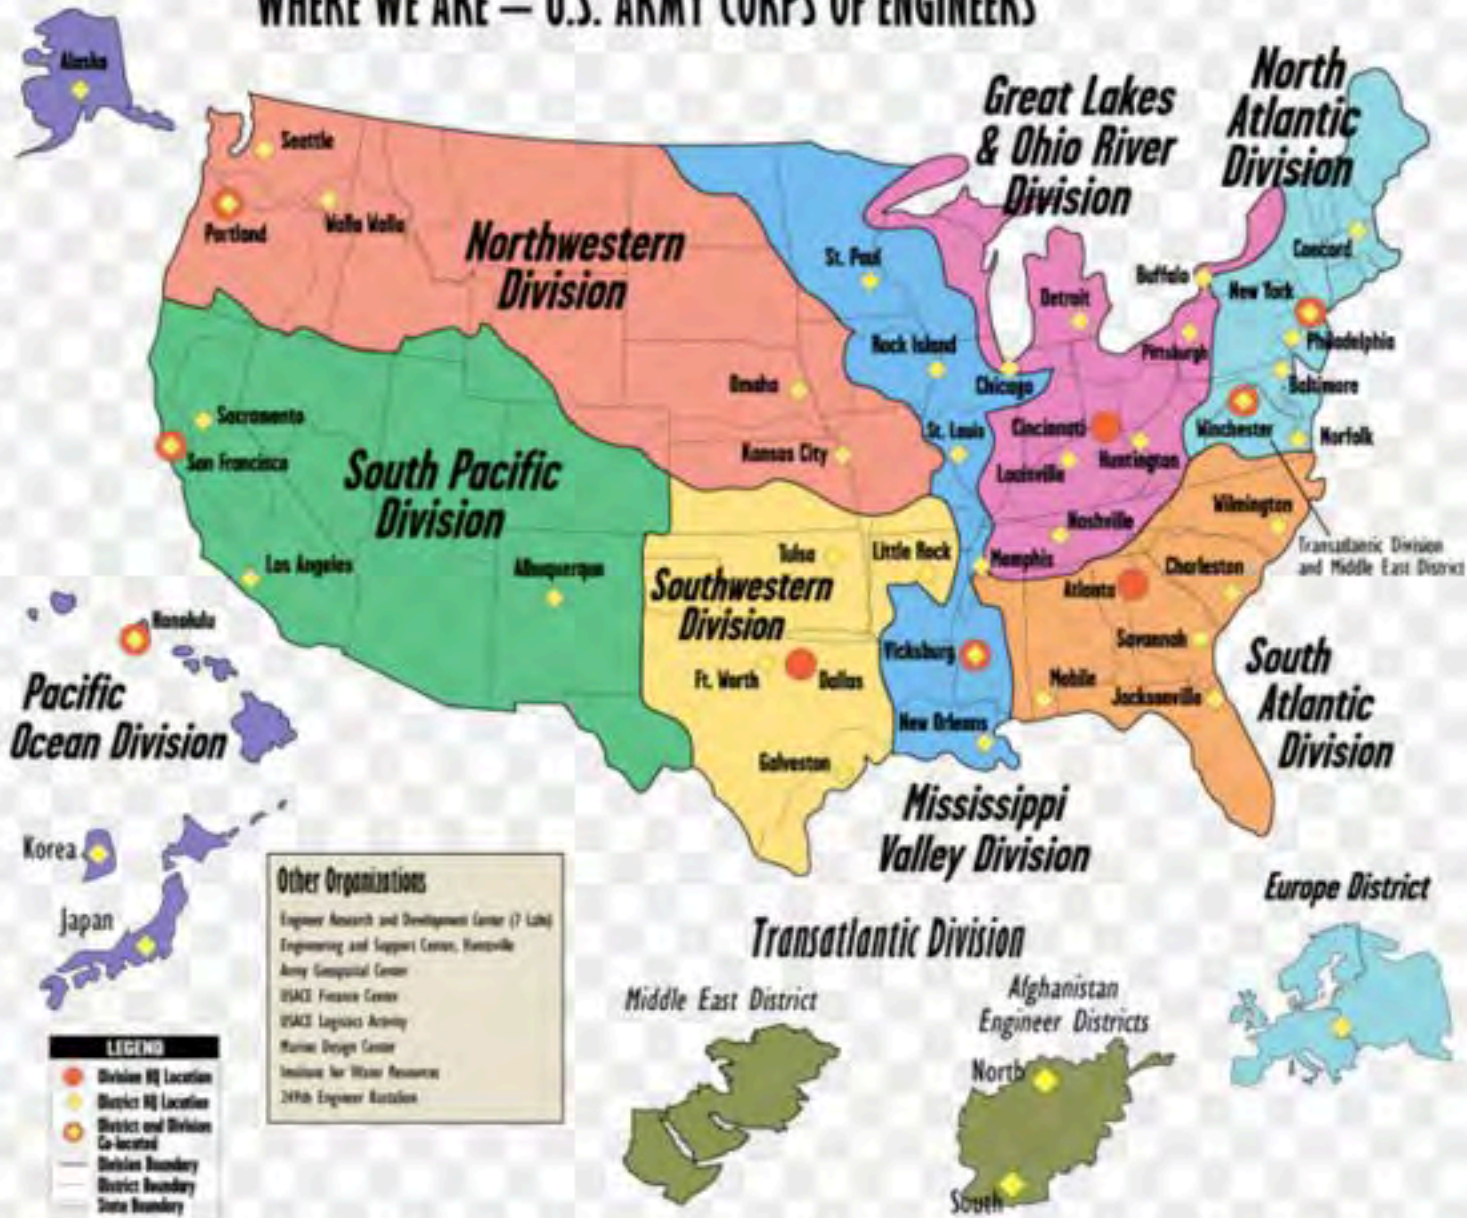 WHERE WE ARE — U.S. ARMY CORPS OF ENGINEERS
Alaska
Great Lakes
& Ohio River
Division
North
Atlantic
Division
Seattle
Portland
Walla Walla
Northwestern
Division
St. Paul
Concord
Buffalo
New York
Detroit
Rock Island
Pittsburgh
Philadelphia
Omaha
Chicago
Baltimore
Sacramento
Cincinnati
St. Louis
Winchester
Norfolk
San Francisco
Kansas City
Louisville
Huntington
South Pacific
Division
Wilmington
Nashville
Transatlantic Division
and Middle East District
Los Angeles
Albuquerque
Tulsa
Little Rock
Memphis
Charleston
Atlanta
Southwestern
Division
Honolulu
Vicksburg
Savannah
South
Atlantic
Division
Ft. Worth
Dallas
Mobile
Jacksonville
Pacific
Ocean Division
New Orleans
Galveston
Mississippi
Valley Division
Korea
Japan
Other Organizations
Engineer Research and Development Center (7 Labs)
Engineering and Support Center, Huntsville
Army Geospatial Center
USACE Finance Center
USACE Logistics Activity
Marine Design Center
Institute for Water Resources
249th Engineer Battalion
Europe District
Transatlantic Division
Middle East District
Afghanistan
Engineer Districts
North
South
LEGEND
Division HQ Location
District HQ Location
District and Division
Co-located
Division Boundary
District Boundary
State Boundary